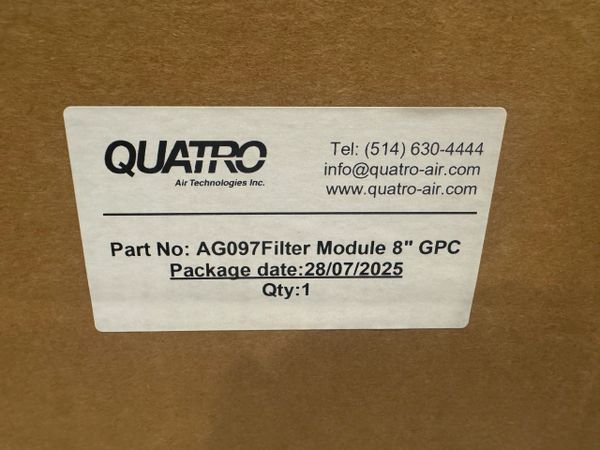 QUATRO
Air Technologies Inc.
Tel: (514) 630-4444
info@quatro-air.com
www.quatro-air.com
Part No: AG097Filter Module 8" GPC
Package date:28/07/2025
Qty:1